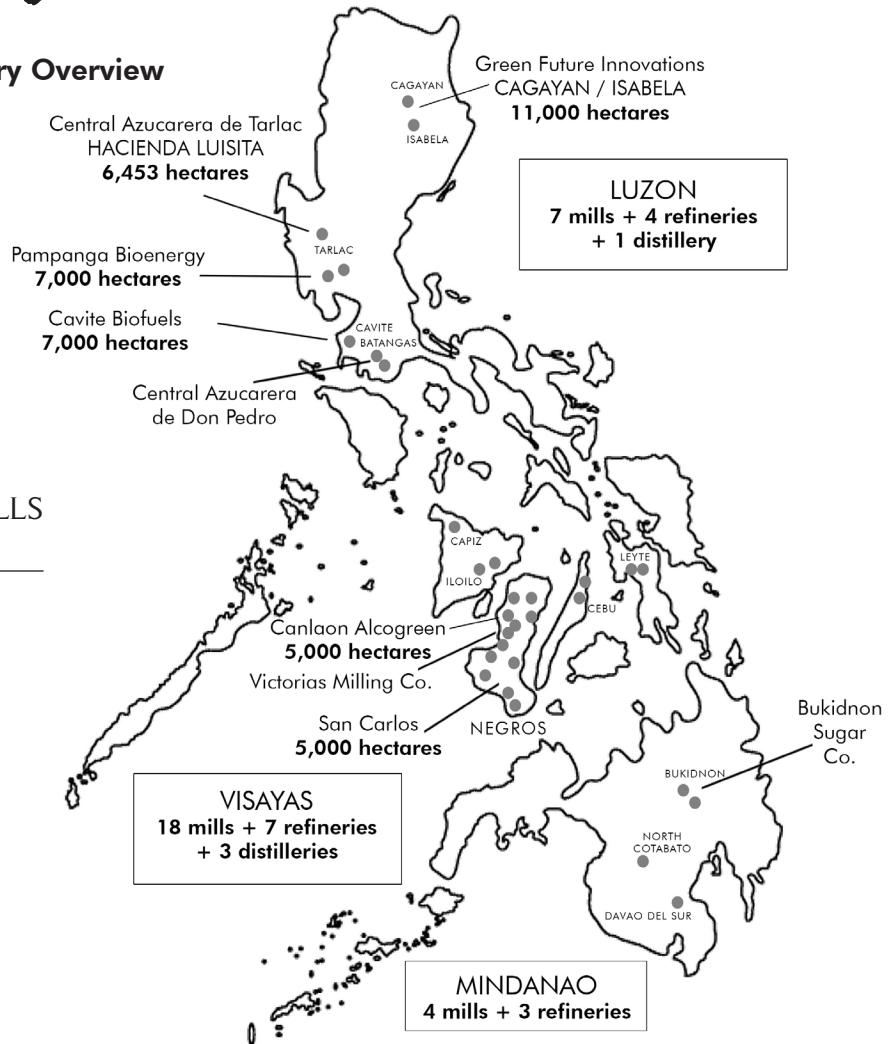 ry Overview
Green Future Innovations
CAGAYAN / ISABELA
11,000 hectares
CAGAYAN
ISABELA
Central Azucarera de Tarlac
HACIENDA LUISITA
6,453 hectares
LUZON
7 mills + 4 refineries
+ 1 distillery
TARLAC
Pampanga Bioenergy
7,000 hectares
Cavite Biofuels
7,000 hectares
CAVITE
BATANGAS
Central Azucarera
de Don Pedro
LLS
CAPIZ
ILOILO
LEYTE
CEBU
Canlaon Alcogreen
5,000 hectares
Victorias Milling Co.
San Carlos
5,000 hectares
NEGROS
Bukidnon
Sugar
Co.
BUKIDNON
VISAYAS
18 mills + 7 refineries
+ 3 distilleries
NORTH
COTABATO
DAVAO DEL SUR
MINDANAO
4 mills + 3 refineries